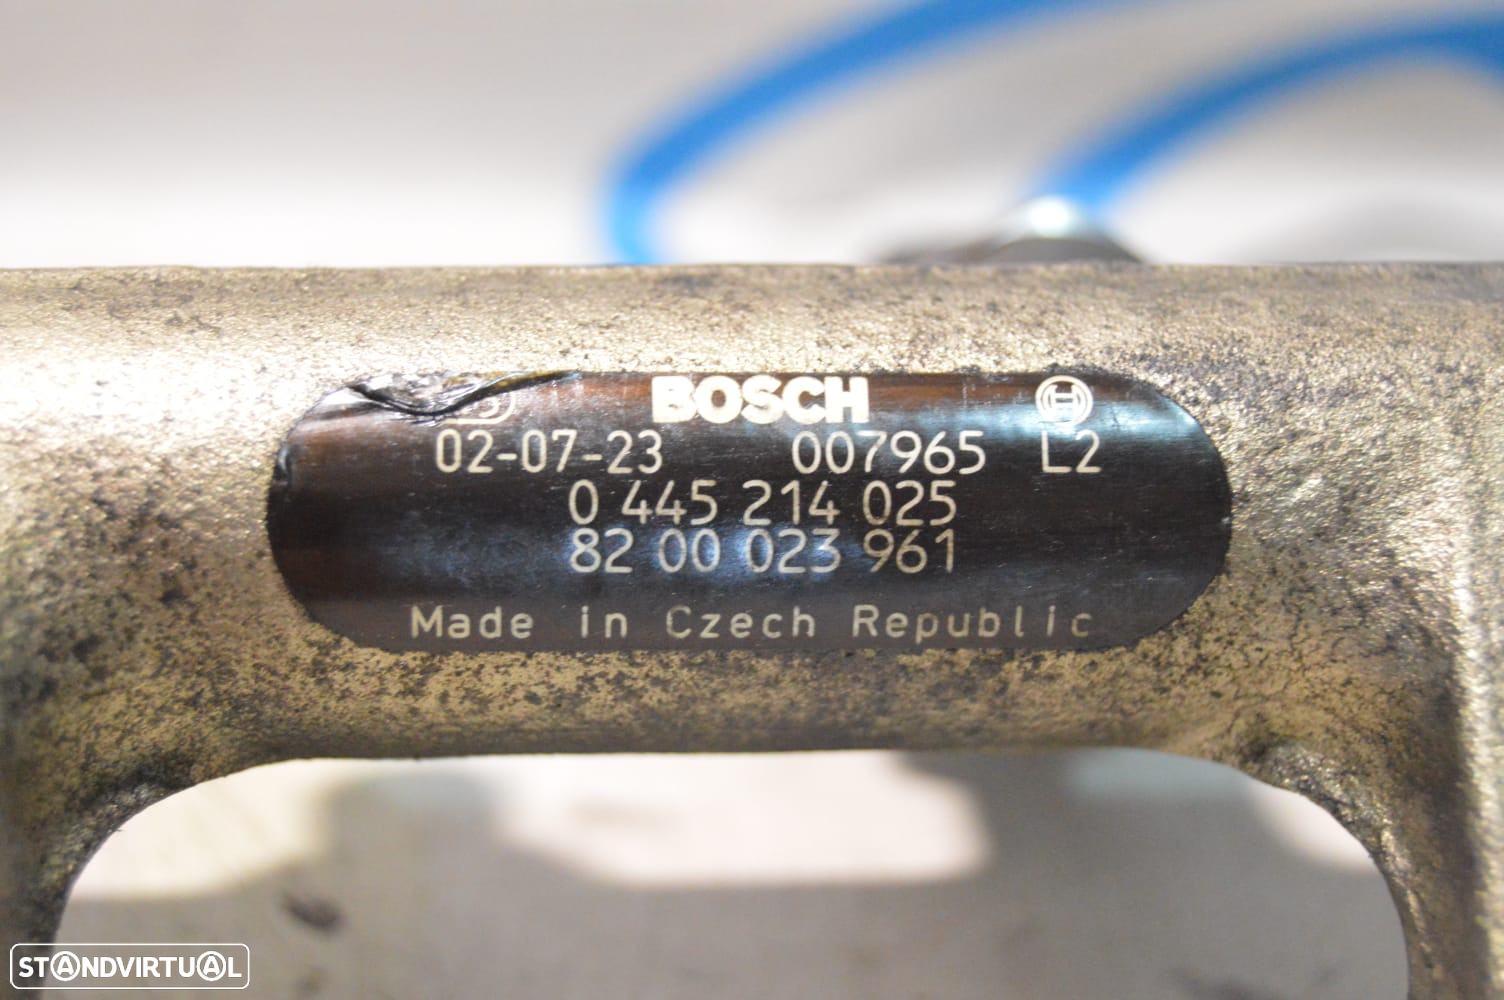 BOSCH
02-07-23 007965 L2
0 445 214 025
82 00 023 961
Made in Czech Republic
STANDVIRTUAL